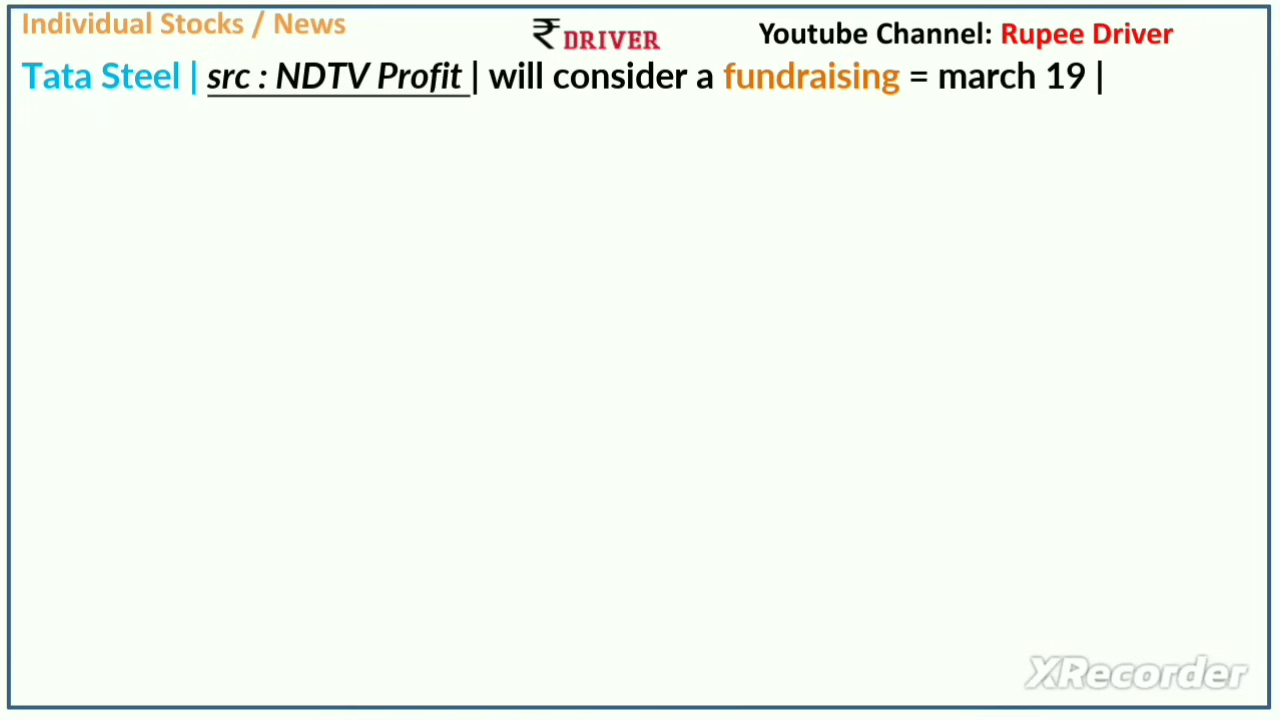 Individual Stocks / News
₹ DRIVER
Youtube Channel: Rupee Driver
Tata Steel | src : NDTV Profit | will consider a fundraising = march 19 |
XRecorder